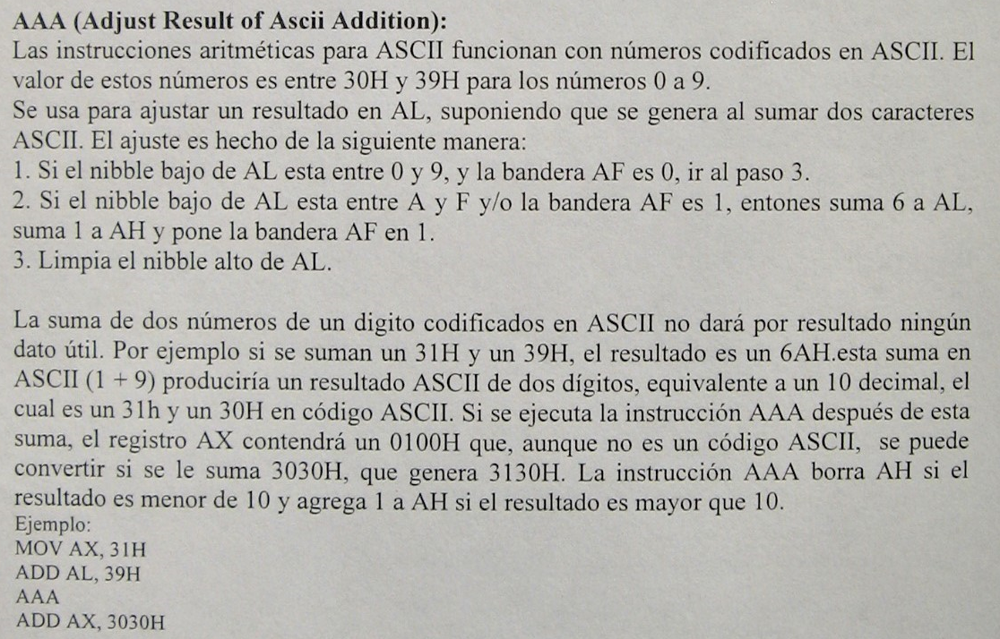 AAA (Adjust Result of Ascii Addition):
Las instrucciones aritméticas para ASCII funcionan con números codificados en ASCII. El
valor de estos números es entre 30H y 39H para los números 0 a 9.
Se usa para ajustar un resultado en AL, suponiendo que se genera al sumar dos caracteres
ASCII. El ajuste es hecho de la siguiente manera:
1. Si el nibble bajo de AL esta entre 0 y 9, y la bandera AF es 0, ir al paso 3.
2. Si el nibble bajo de AL esta entre A y F y/o la bandera AF es 1, entones suma 6 a AL,
suma 1 a AH y pone la bandera AF en 1.
3. Limpia el nibble alto de AL.
La suma de dos números de un digito codificados en ASCII no dará por resultado ningún
dato útil. Por ejemplo si se suman un 31H y un 39H, el resultado es un 6AH.esta suma en
ASCII (1 + 9) produciría un resultado ASCII de dos dígitos, equivalente a un 10 decimal, el
cual es un 31h y un 30H en código ASCII. Si se ejecuta la instrucción AAA después de esta
suma, el registro AX contendrá un 0100H que, aunque no es un código ASCII, se puede
convertir si se le suma 3030H, que genera 3130H. La instrucción AAA borra AH si el
resultado es menor de 10 y agrega 1 a AH si el resultado es mayor que 10.
Ejemplo:
MOV AX, 31H
ADD AL, 39H
AAA
ADD AX, 3030H